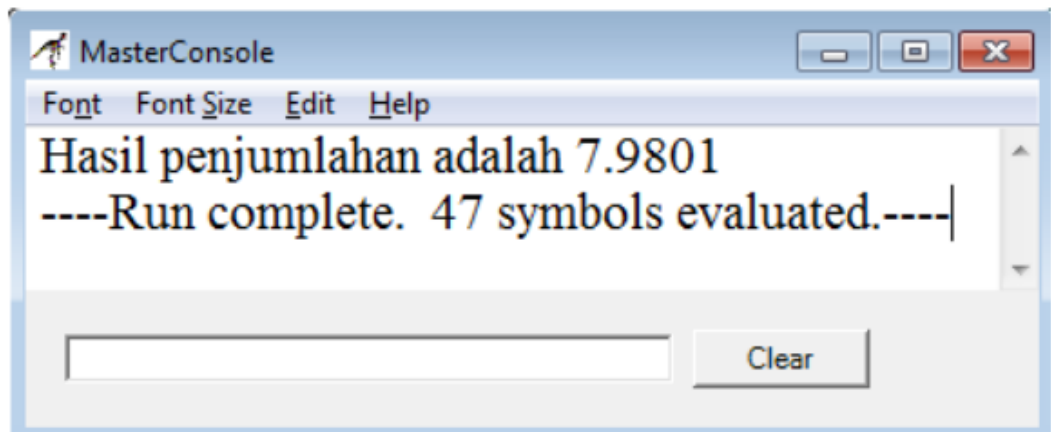 MasterConsole
Font Font Size Edit Help
Hasil penjumlahan adalah 7.9801
----Run complete.  47 symbols evaluated.----
Clear